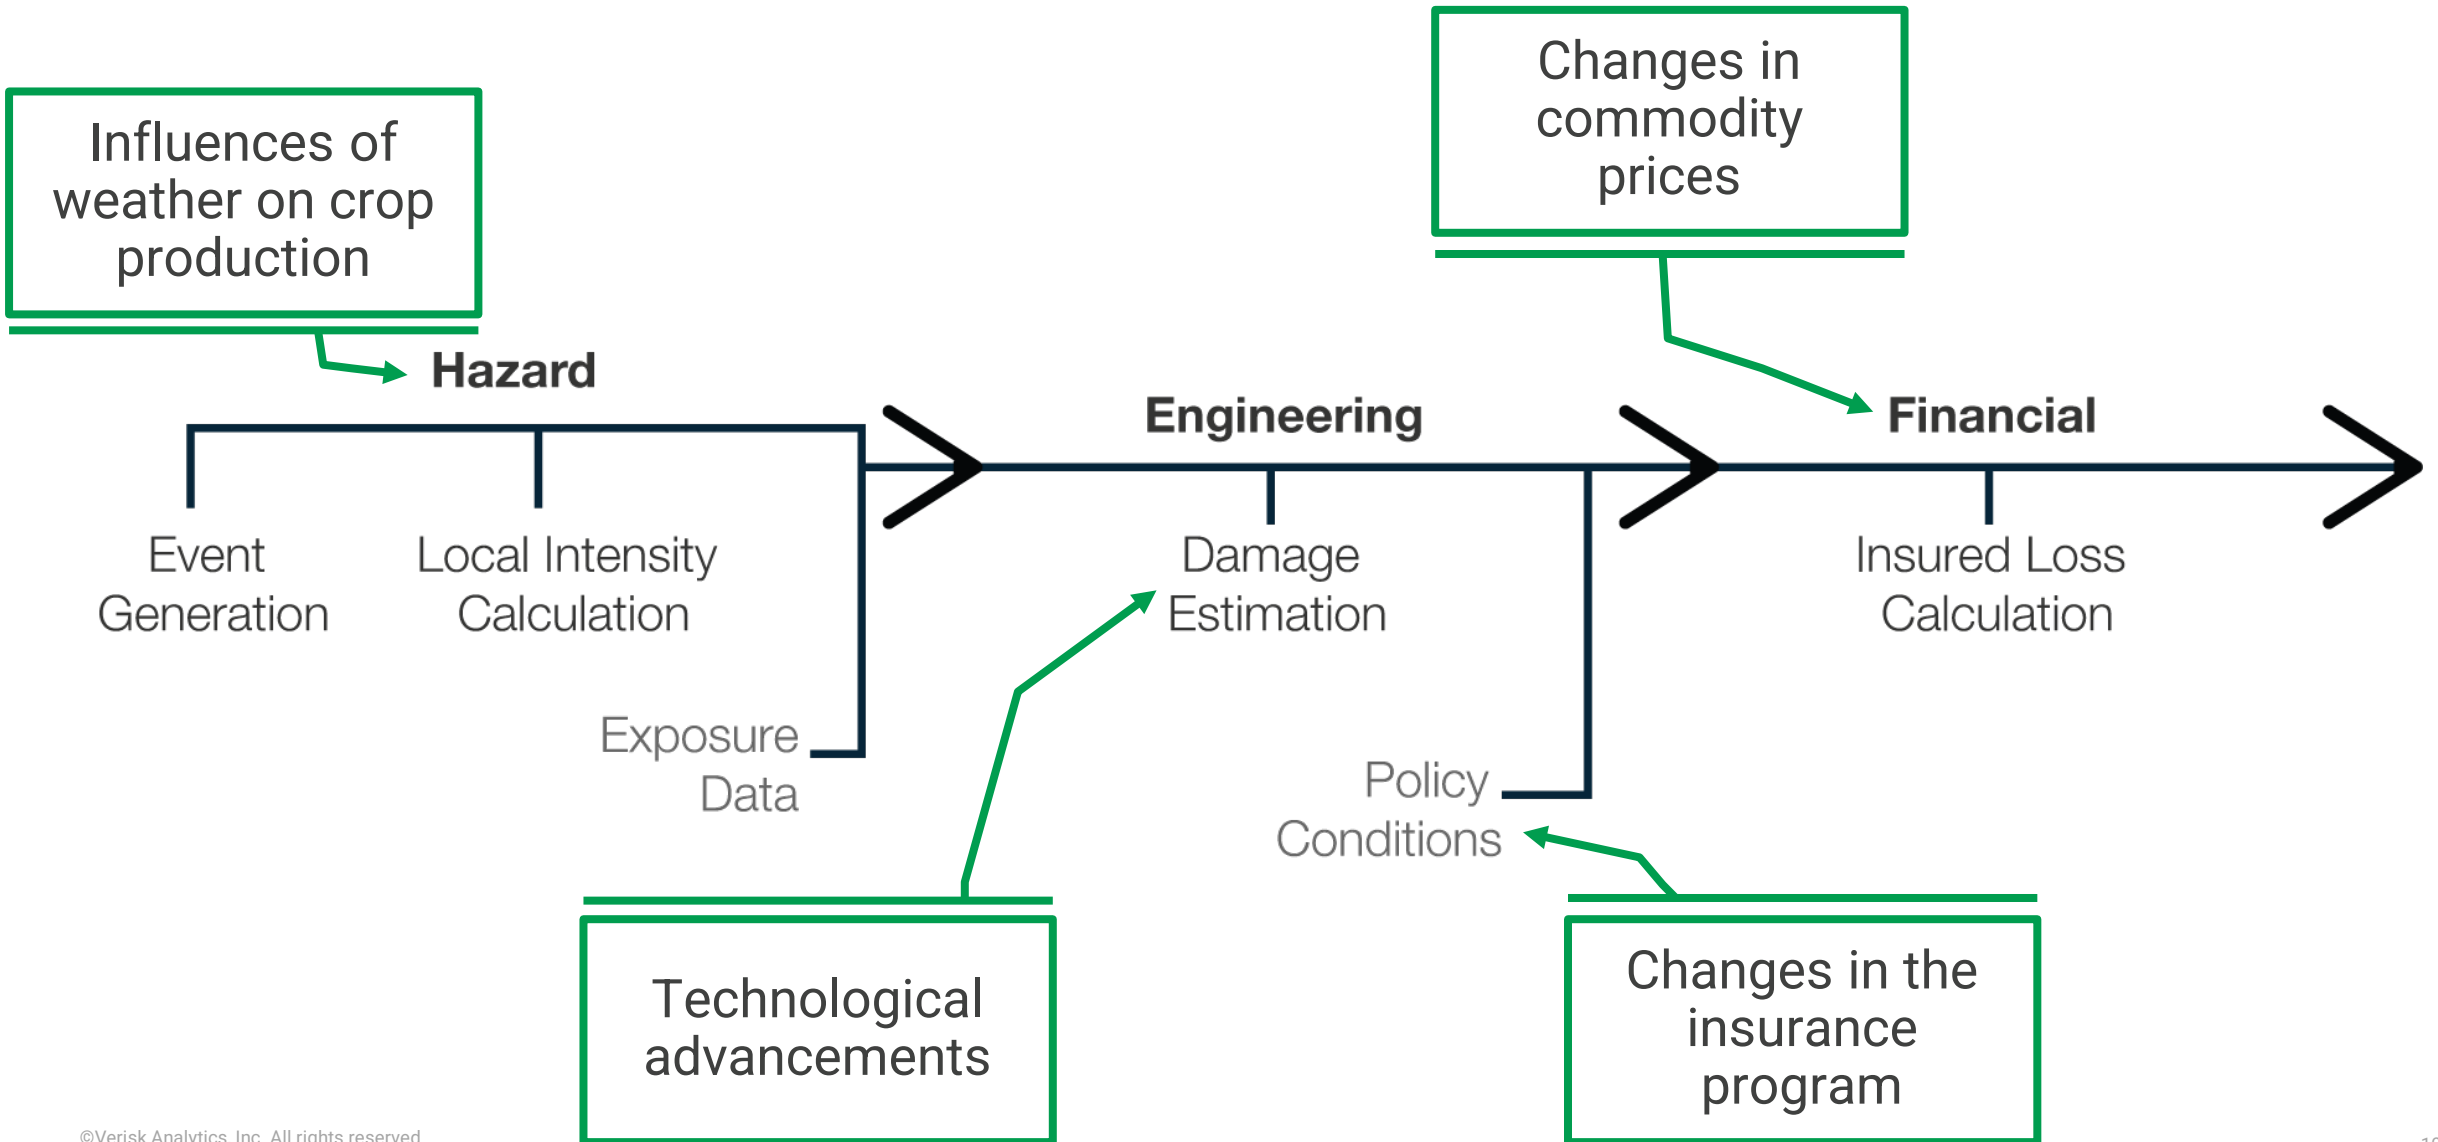 Changes in
commodity
prices
Influences of
weather on crop
production
Hazard
Engineering
Financial
Event
Generation
Local Intensity
Calculation
Damage
Estimation
Insured Loss
Calculation
Exposure
Data
Policy
Conditions
Technological
advancements
Changes in the
insurance
program
©Verisk Analytics, Inc. All rights reserved